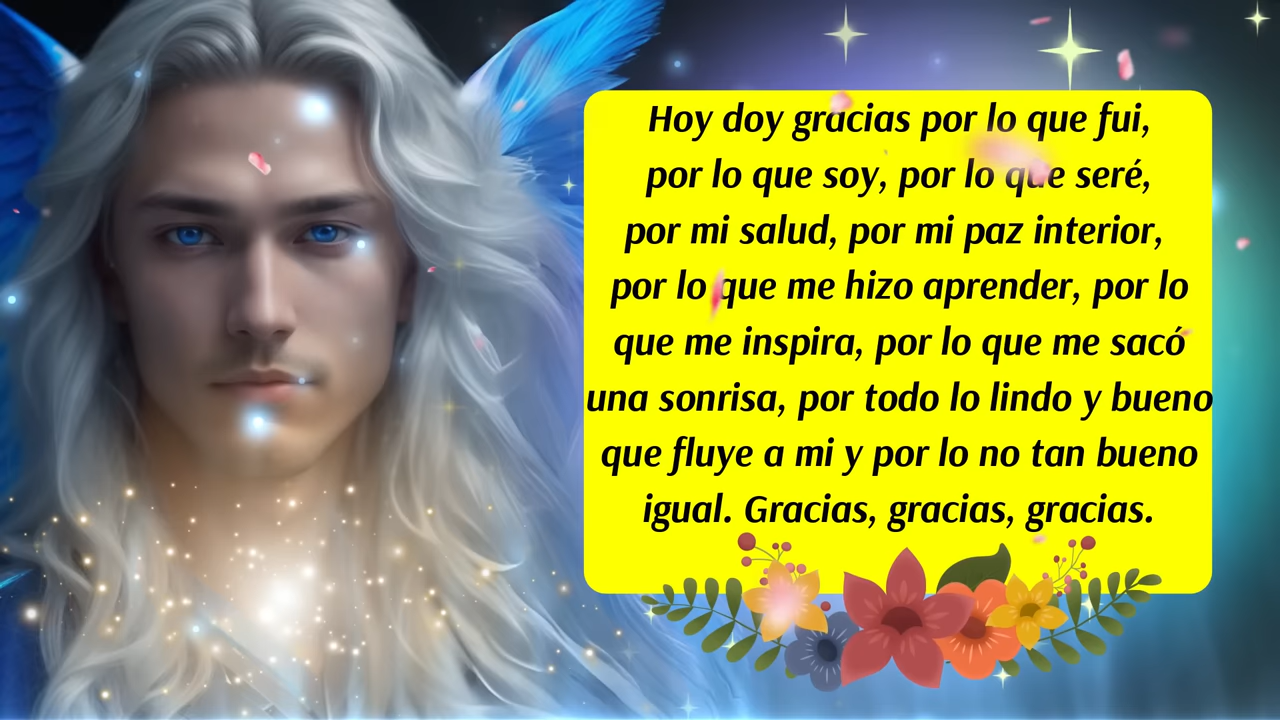 Hoy doy gracias por lo que fui,
por lo que soy, por lo que seré,
por mi salud, por mi paz interior,
por lo que me hizo aprender, por lo
que me inspira, por lo que me sacó
una sonrisa, por todo lo lindo y bueno
que fluye a mi y por lo no tan bueno
igual. Gracias, gracias, gracias.